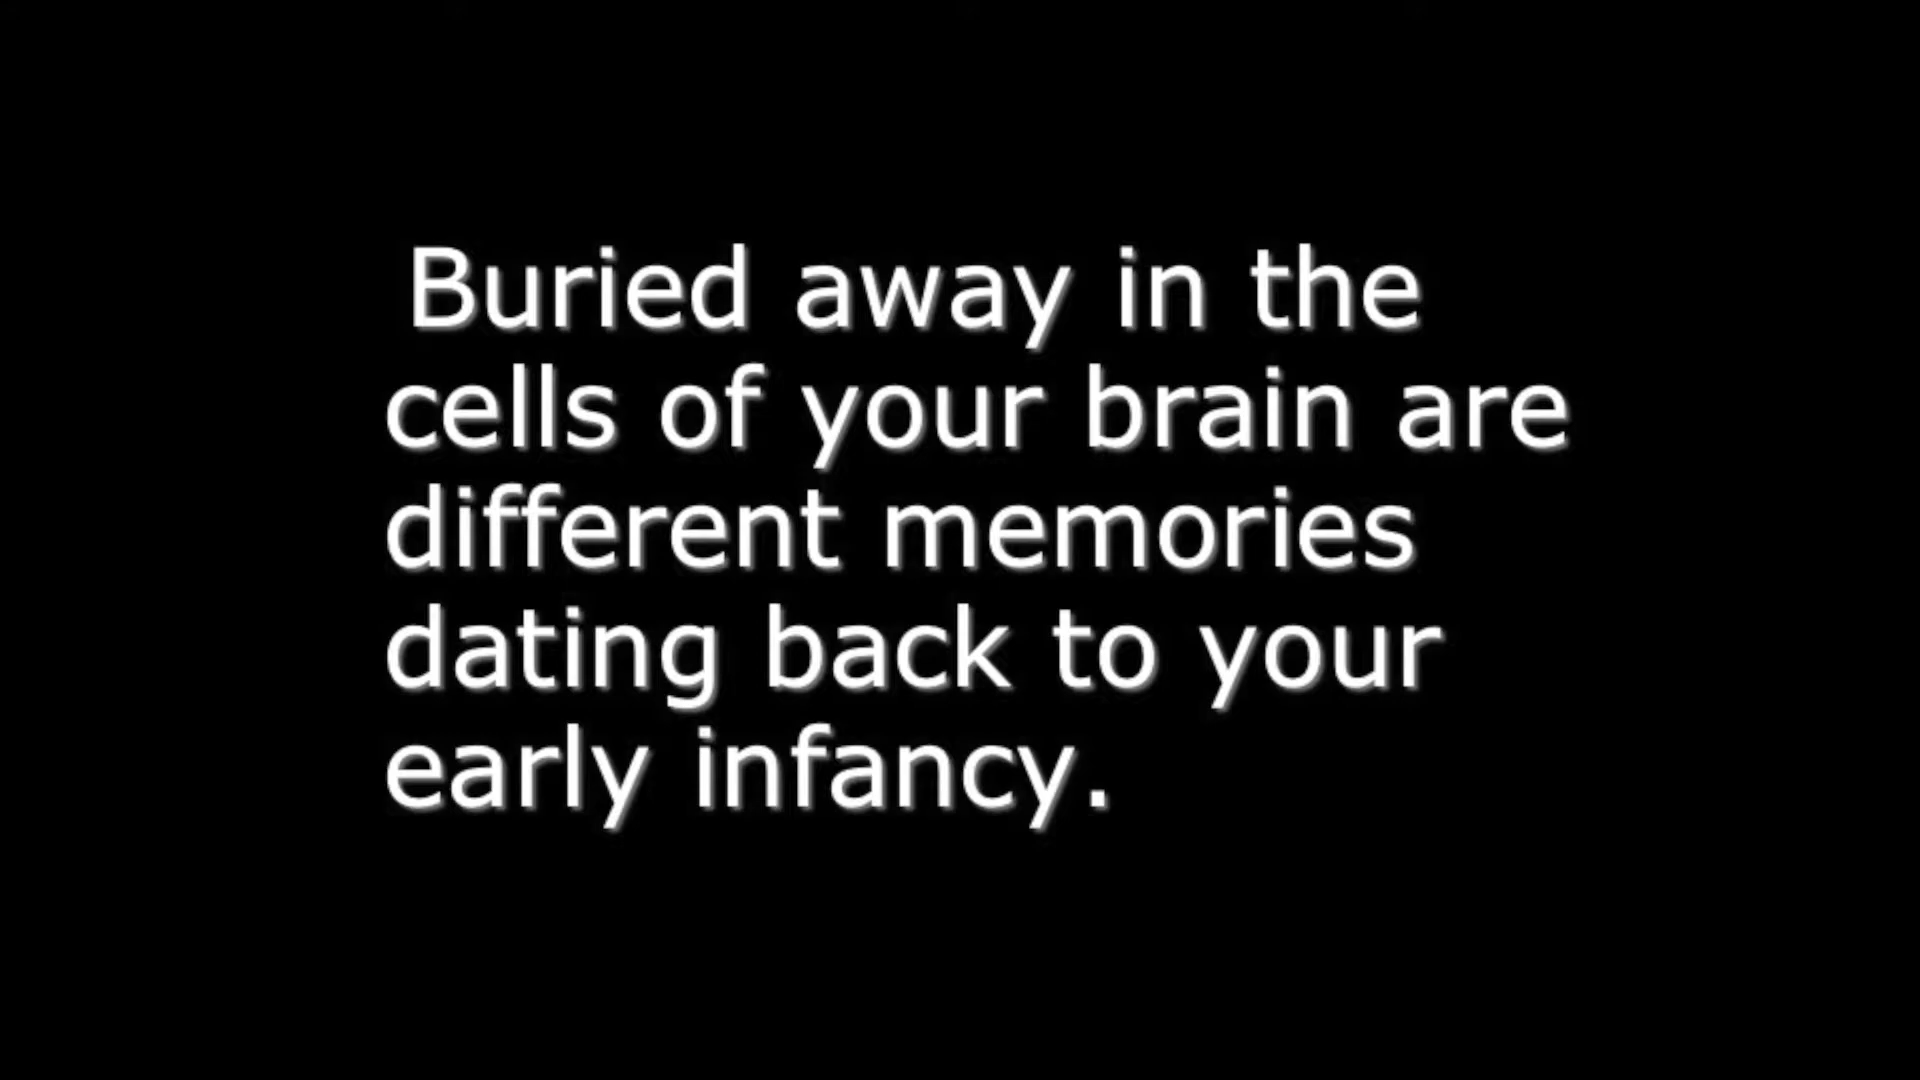 Buried away in the
cells of your brain are
different memories
dating back to your
early infancy.